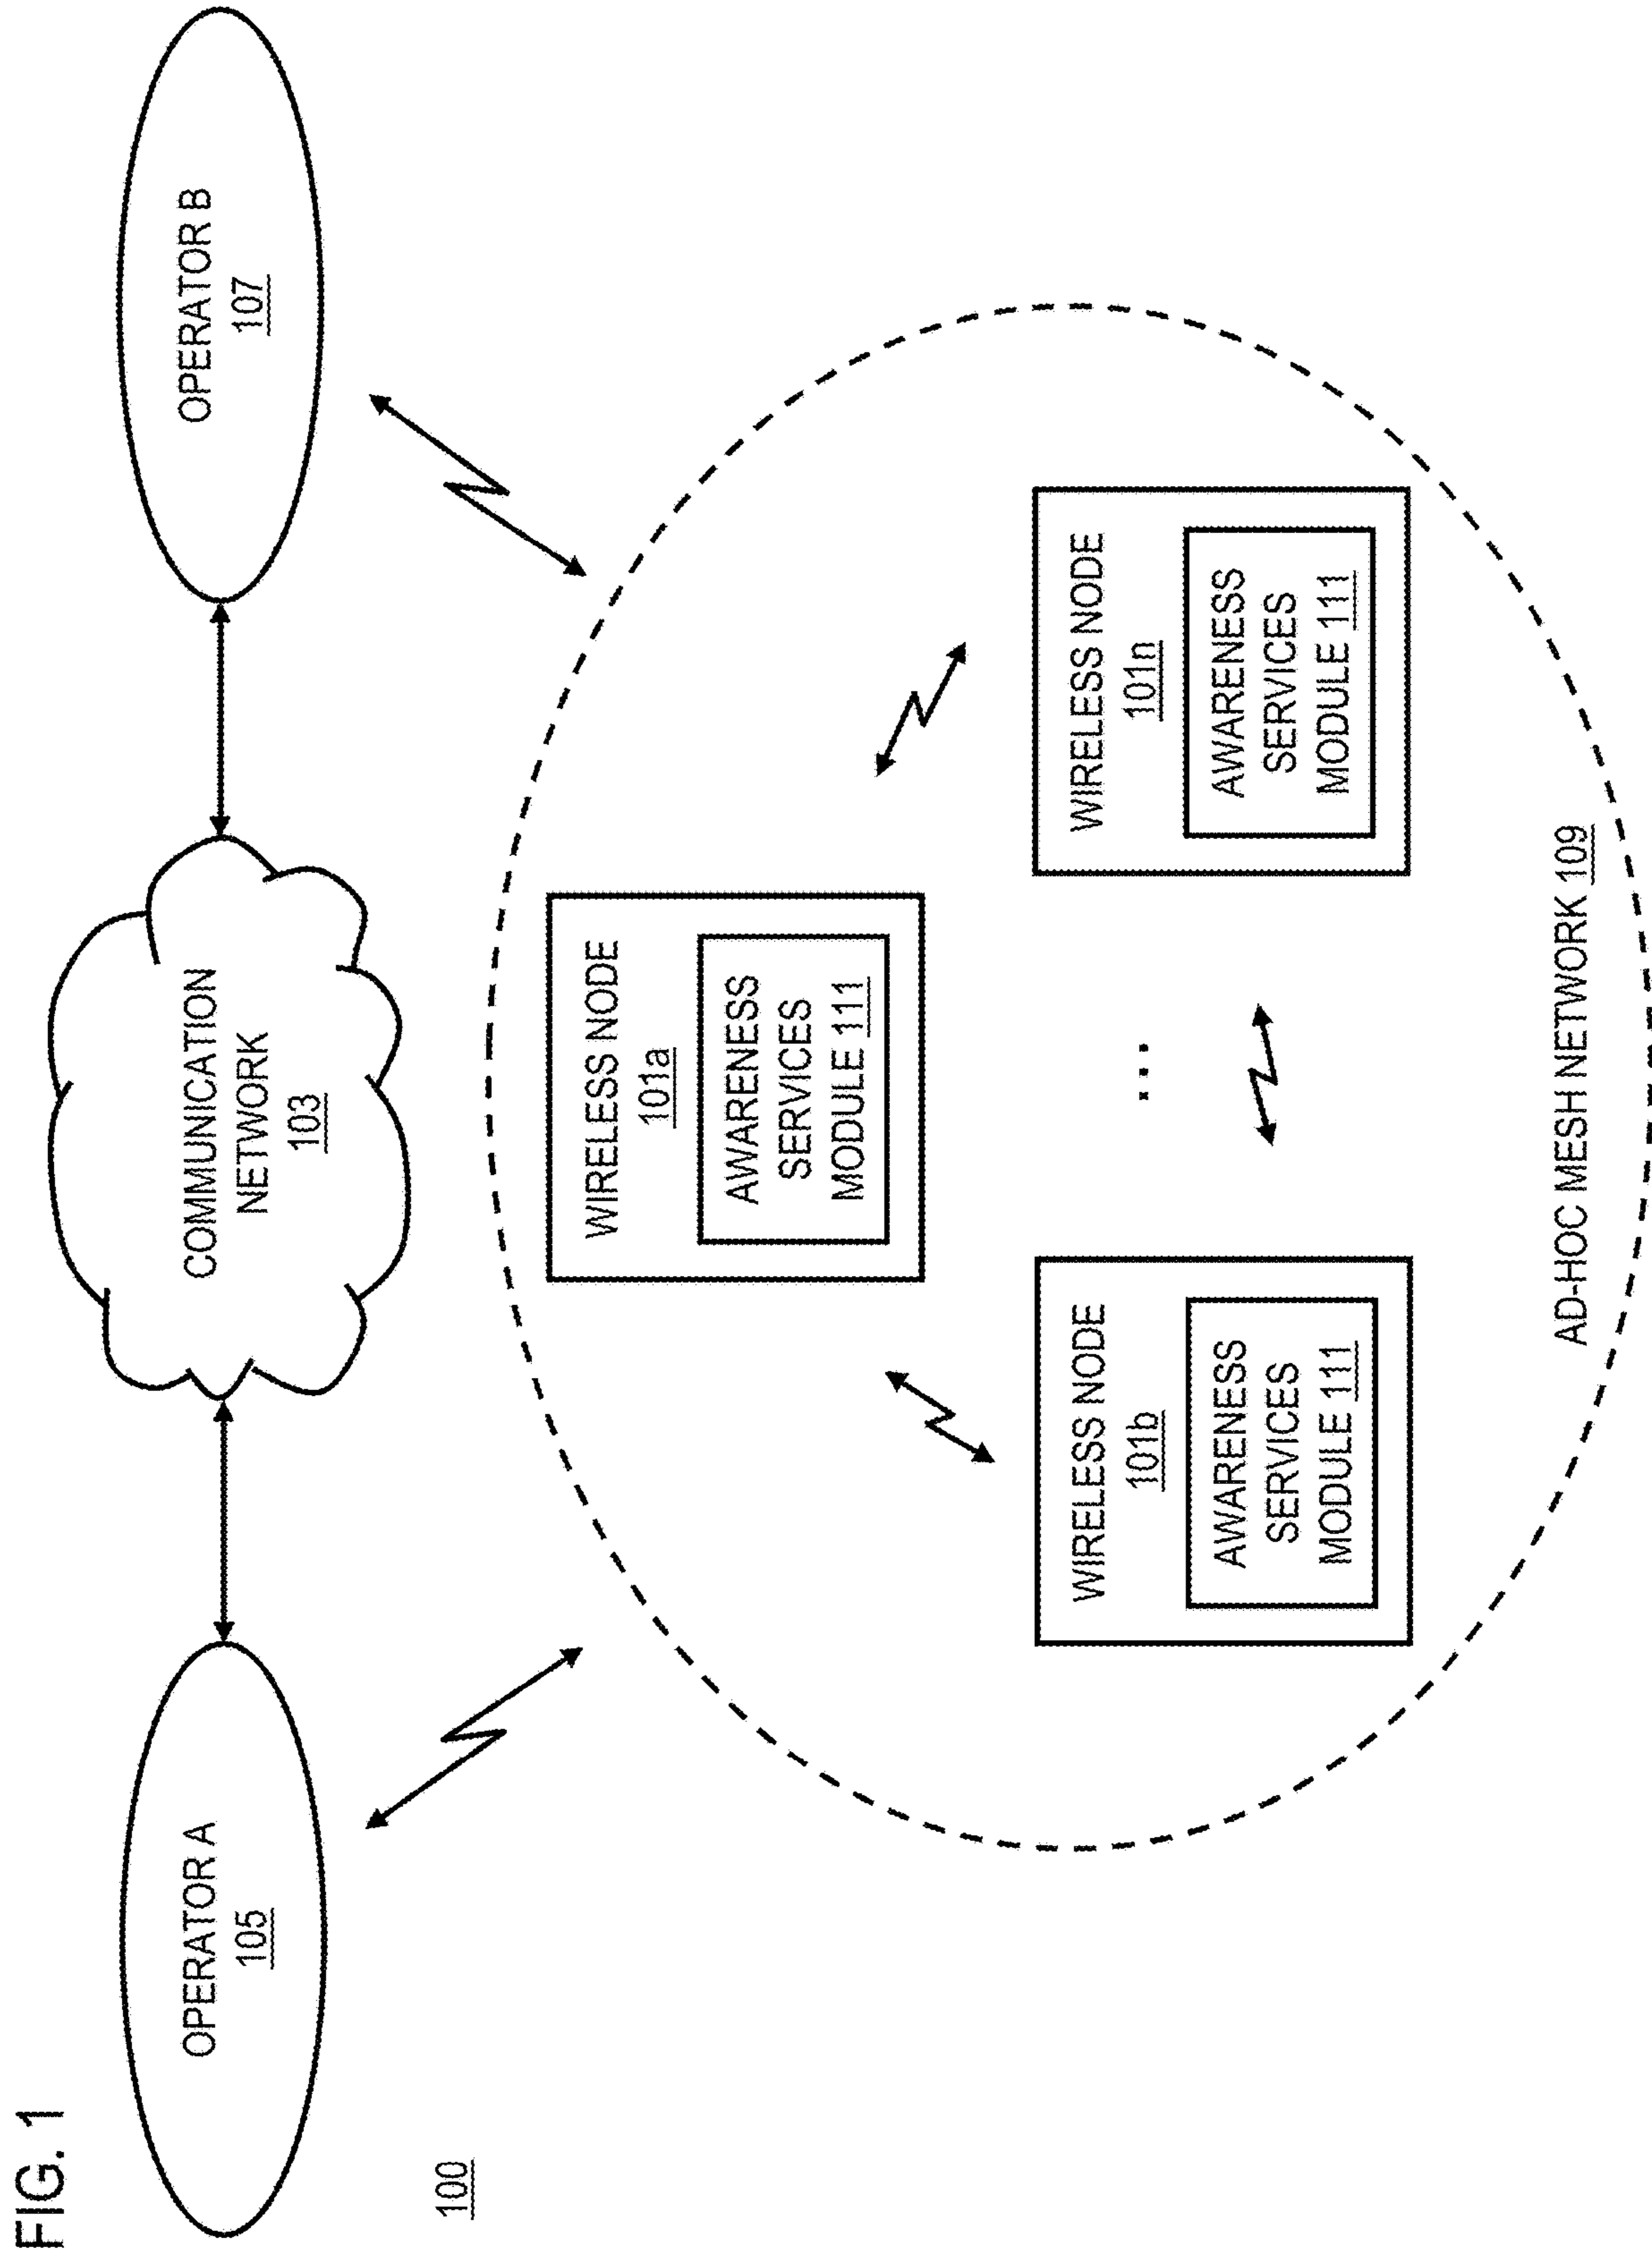 FIG. 1
100
OPERATOR A
105
COMMUNICATION
NETWORK
103
OPERATOR B
107
WIRELESS NODE
101a
AWARENESS
SERVICES
MODULE 111
...
WIRELESS NODE
101b
AWARENESS
SERVICES
MODULE 111
WIRELESS NODE
101n
AWARENESS
SERVICES
MODULE 111
AD-HOC MESH NETWORK 109